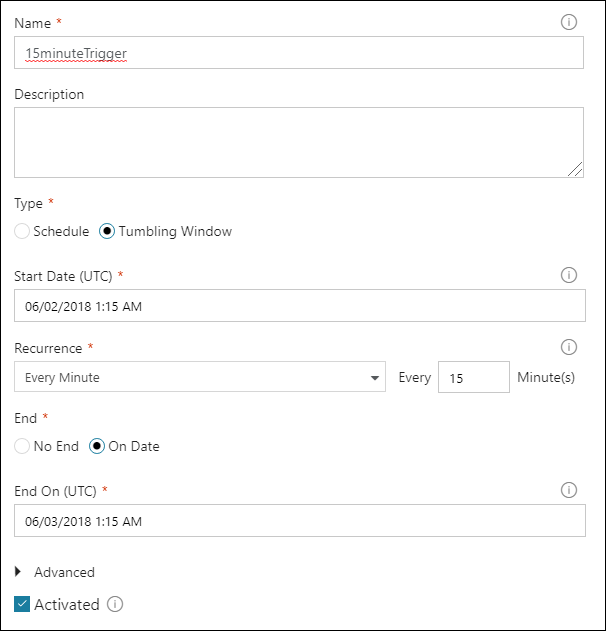 Name *
15minuteTrigger
Description
Type *
Schedule Tumbling Window
Start Date (UTC) *
06/02/2018 1:15 AM
Recurrence *
Every Minute Every 15 Minute(s)
End *
No End On Date
End On (UTC) *
06/03/2018 1:15 AM
Advanced
Activated